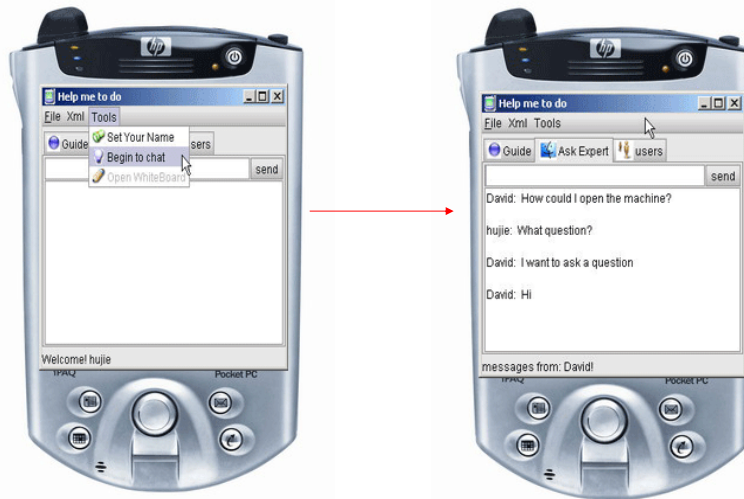 hp
Help me to do
File Xml Tools
Set Your Name
Guide
sers
Begin to chat
Open WhiteBoard
send
Welcome! hujie
iPAQ
Pocket PC
hp
Help me to do
File Xml Tools
Guide Ask Expert users
send
David: How could I open the machine?
hujie: What question?
David: I want to ask a question
David: Hi
messages from: David!
Pocket PC